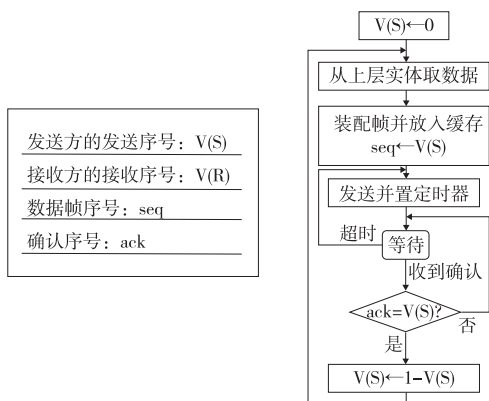 发送方的发送序号：V(S)
接收方的接收序号：V(R)
数据帧序号：seq
确认序号：ack
V(S)←0
从上层实体取数据
装配帧并放入缓存
seq←V(S)
发送并置定时器
超时
等待
收到确认
ack=V(S)?
否
是
V(S)←1−V(S)